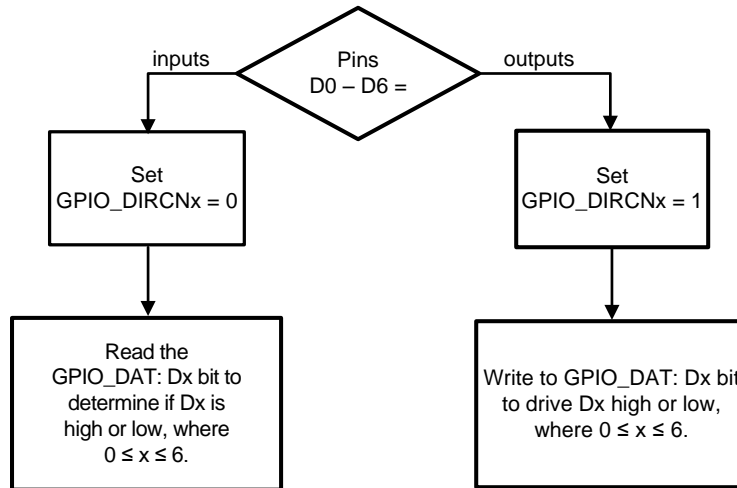 inputs
Pins
D0 – D6 =
outputs
Set
GPIO_DIRCNx = 0
Set
GPIO_DIRCNx = 1
Read the
GPIO_DAT: Dx bit to
determine if Dx is
high or low, where
0 ≤ x ≤ 6.
Write to GPIO_DAT: Dx bit
to drive Dx high or low,
where 0 ≤ x ≤ 6.